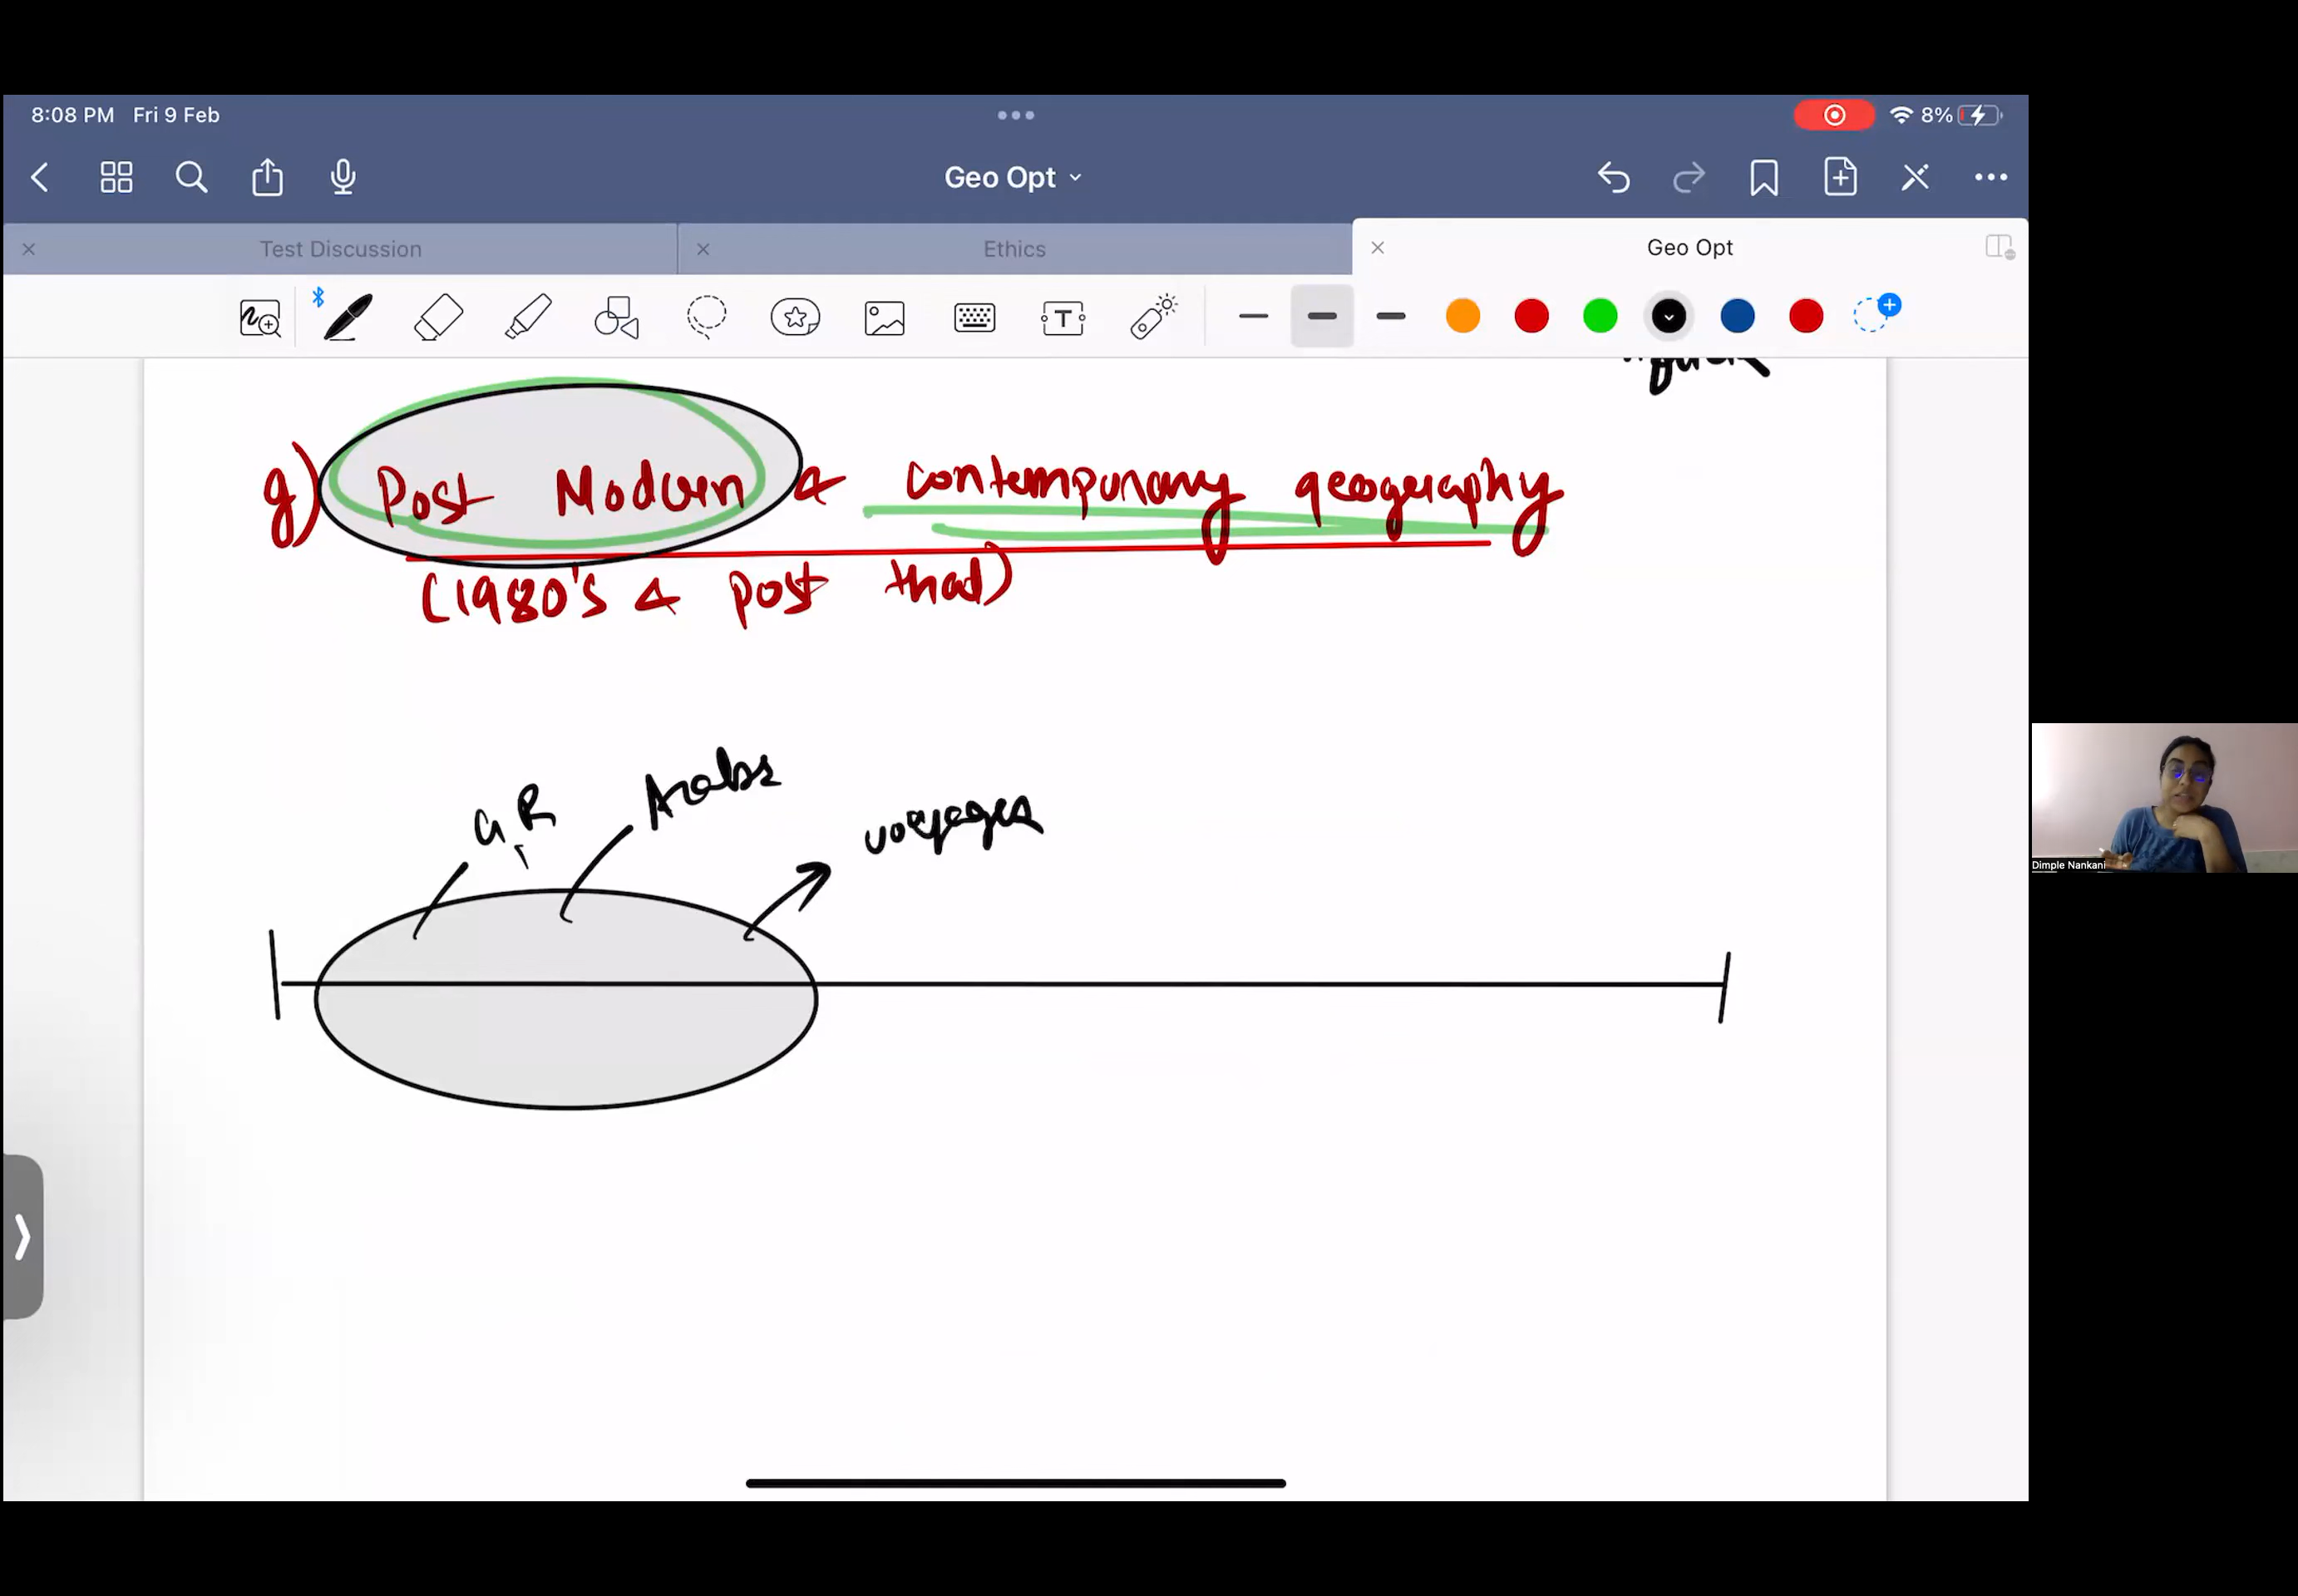 8:08 PM Fri 9 Feb
8%
Geo Opt
Test Discussion
Ethics
Geo Opt
T
g) Post Modern & contemporary geography
(1980's & post that)
G,R
Arabs
voyages
Dimple Nankani